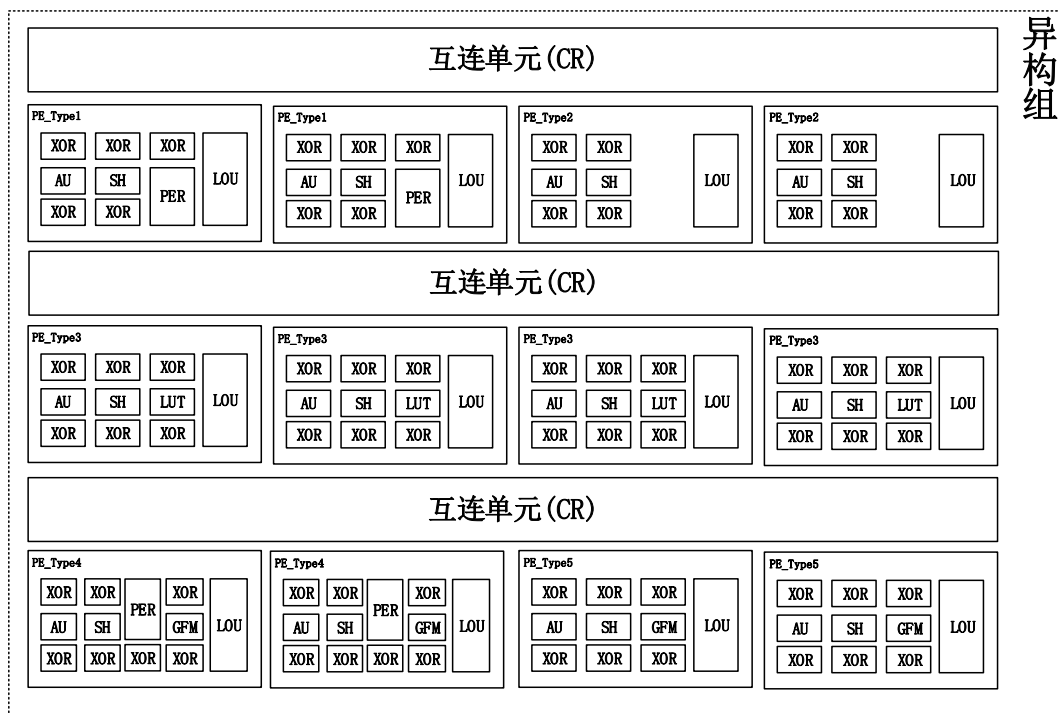 异构组
互连单元(CR)
PE_Type1
XOR XOR XOR
AU SH PER LOU
XOR XOR
PE_Type1
XOR XOR XOR
AU SH PER LOU
XOR XOR
PE_Type2
XOR XOR
AU SH LOU
XOR XOR
PE_Type2
XOR XOR
AU SH LOU
XOR XOR
互连单元(CR)
PE_Type3
XOR XOR XOR
AU SH LUT LOU
XOR XOR XOR
PE_Type3
XOR XOR XOR
AU SH LUT LOU
XOR XOR XOR
PE_Type3
XOR XOR XOR
AU SH LUT LOU
XOR XOR XOR
PE_Type3
XOR XOR XOR
AU SH LUT LOU
XOR XOR XOR
互连单元(CR)
PE_Type4
XOR XOR PER XOR
AU SH GFM LOU
XOR XOR XOR XOR
PE_Type4
XOR XOR PER XOR
AU SH GFM LOU
XOR XOR XOR XOR
PE_Type5
XOR XOR XOR
AU SH GFM LOU
XOR XOR XOR
PE_Type5
XOR XOR XOR
AU SH GFM LOU
XOR XOR XOR